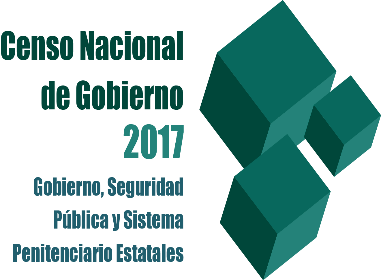 Censo Nacional
de Gobierno
2017
Gobierno, Seguridad
Pública y Sistema
Penitenciario Estatales